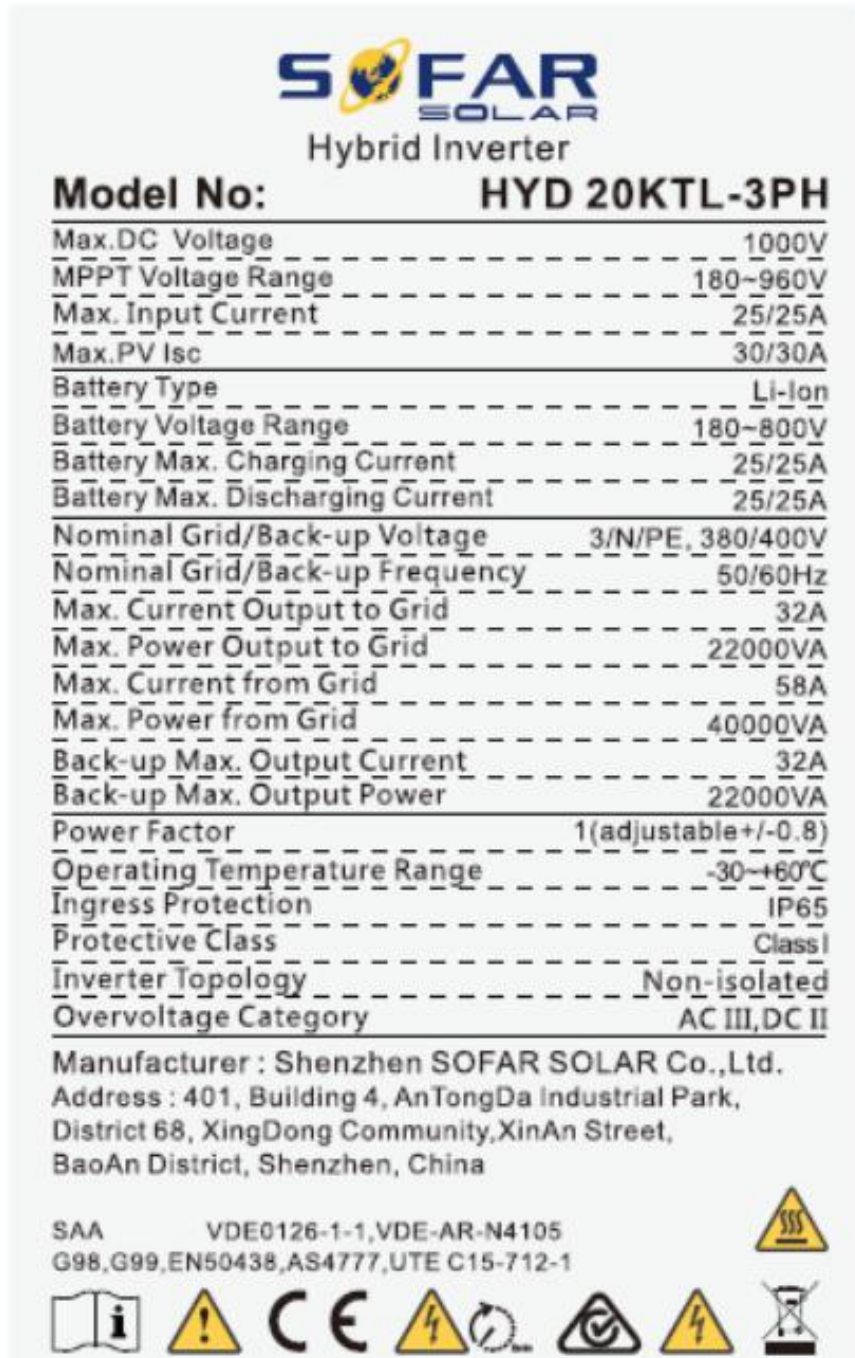 SOFAR
SOLAR
Hybrid Inverter
Model No: HYD 20KTL-3PH
Max.DC Voltage 1000V
MPPT Voltage Range 180~960V
Max. Input Current 25/25A
Max.PV Isc 30/30A
Battery Type Li-Ion
Battery Voltage Range 180~800V
Battery Max. Charging Current 25/25A
Battery Max. Discharging Current 25/25A
Nominal Grid/Back-up Voltage 3/N/PE, 380/400V
Nominal Grid/Back-up Frequency 50/60Hz
Max. Current Output to Grid 32A
Max. Power Output to Grid 22000VA
Max. Current from Grid 58A
Max. Power from Grid 40000VA
Back-up Max. Output Current 32A
Back-up Max. Output Power 22000VA
Power Factor 1(adjustable+/-0.8)
Operating Temperature Range -30~+60℃
Ingress Protection IP65
Protective Class Class I
Inverter Topology Non-isolated
Overvoltage Category AC III,DC II
Manufacturer : Shenzhen SOFAR SOLAR Co.,Ltd.
Address : 401, Building 4, AnTongDa Industrial Park,
District 68, XingDong Community,XinAn Street,
BaoAn District, Shenzhen, China
SAA VDE0126-1-1,VDE-AR-N4105
G98,G99,EN50438,AS4777,UTE C15-712-1
i ! CE